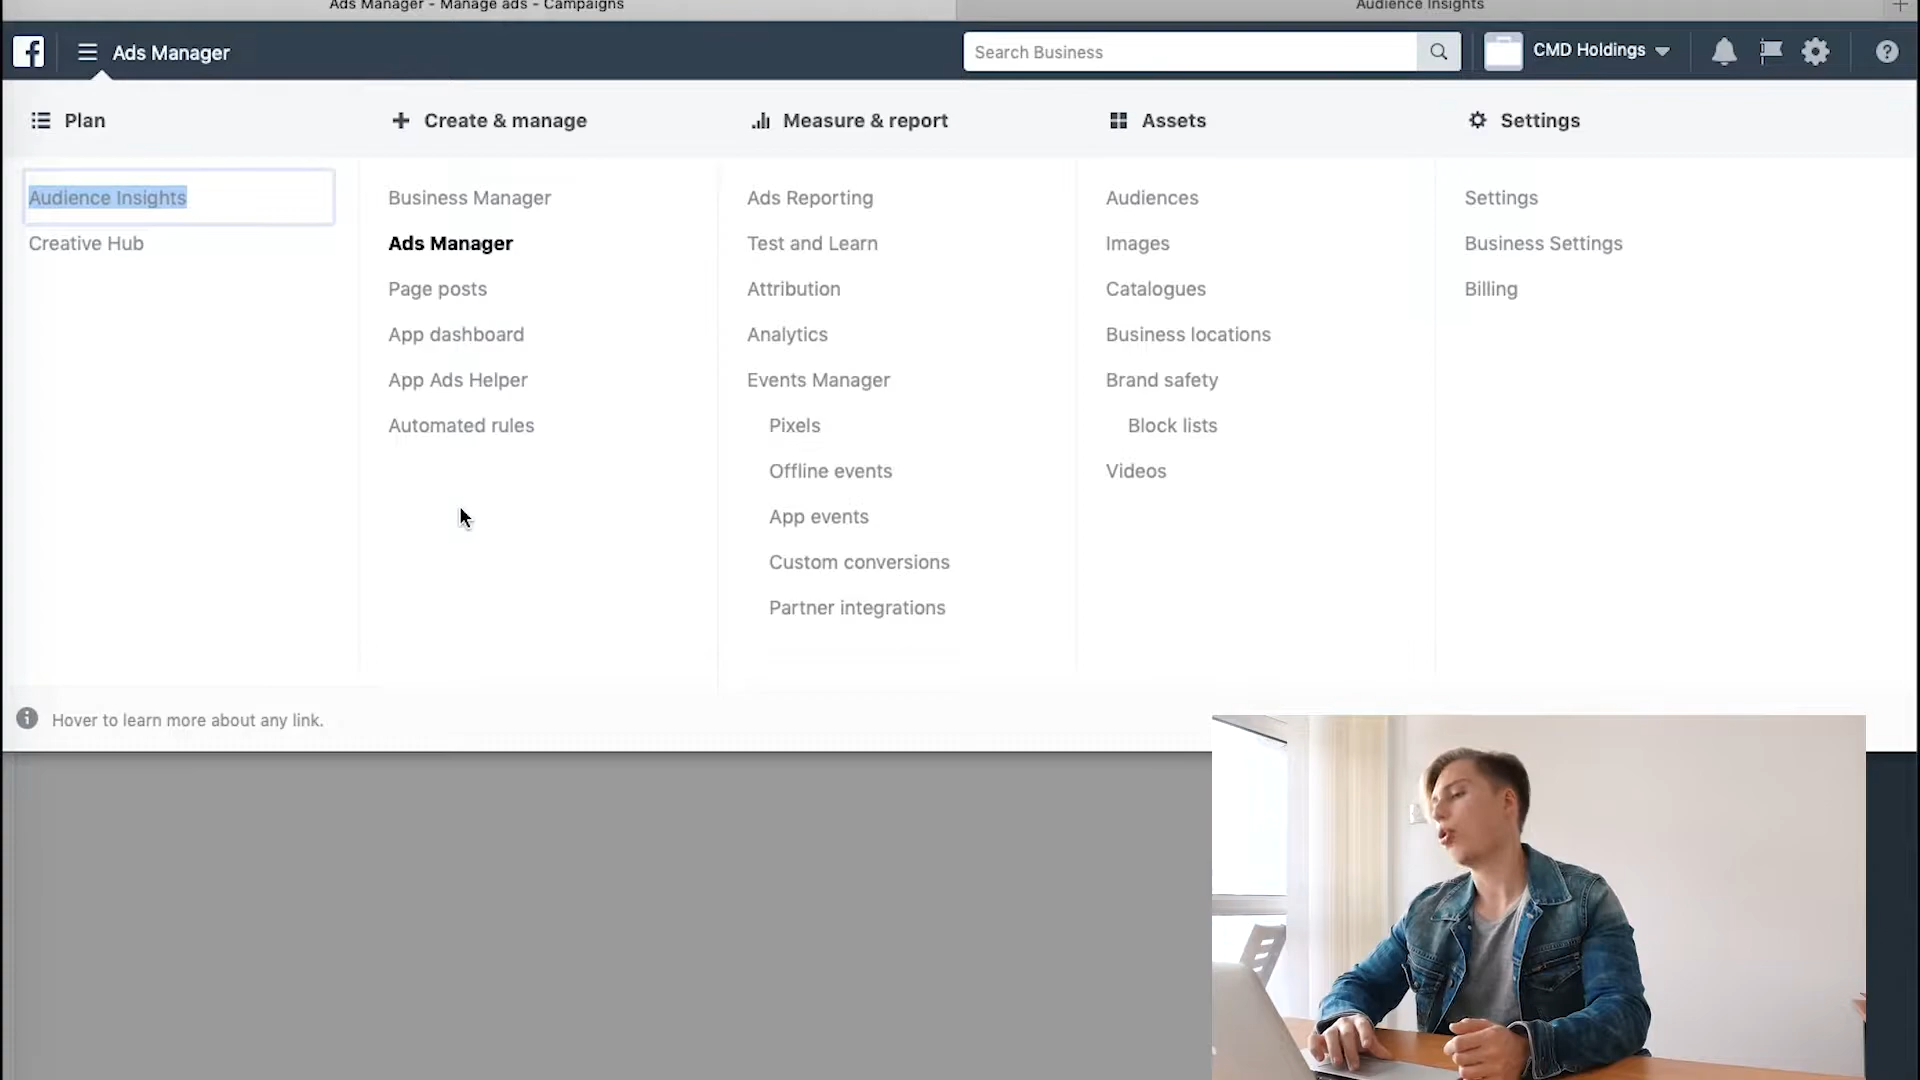 Ads Manager - Manage ads - Campaigns
Audience Insights
Ads Manager
Search Business
CMD Holdings
Plan
Create & manage
Measure & report
Assets
Settings
Audience Insights
Creative Hub
Business Manager
Ads Manager
Page posts
App dashboard
App Ads Helper
Automated rules
Ads Reporting
Test and Learn
Attribution
Analytics
Events Manager
Pixels
Offline events
App events
Custom conversions
Partner integrations
Audiences
Images
Catalogues
Business locations
Brand safety
Block lists
Videos
Settings
Business Settings
Billing
Hover to learn more about any link.